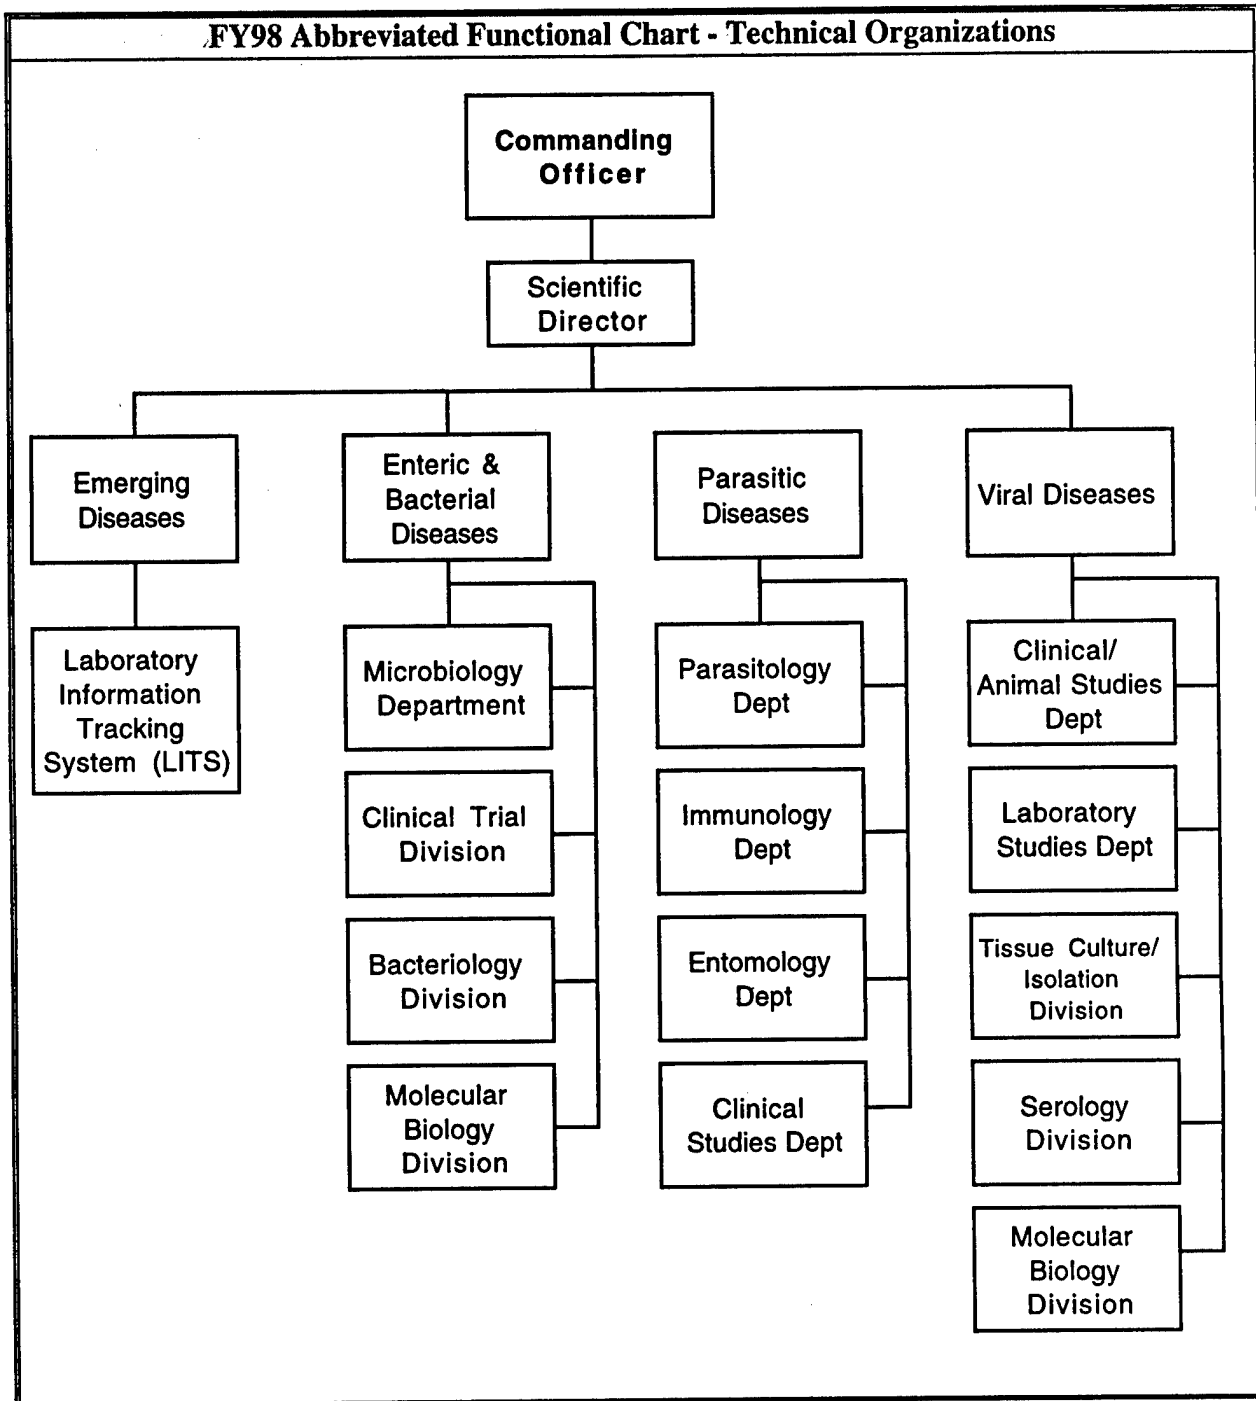 FY98 Abbreviated Functional Chart - Technical Organizations
Commanding
Officer
Scientific
Director
Emerging
Diseases
Laboratory
Information
Tracking
System (LITS)
Enteric &
Bacterial
Diseases
Microbiology
Department
Clinical Trial
Division
Bacteriology
Division
Molecular
Biology
Division
Parasitic
Diseases
Parasitology
Dept
Immunology
Dept
Entomology
Dept
Clinical
Studies Dept
Viral Diseases
Clinical/
Animal Studies
Dept
Laboratory
Studies Dept
Tissue Culture/
Isolation
Division
Serology
Division
Molecular
Biology
Division